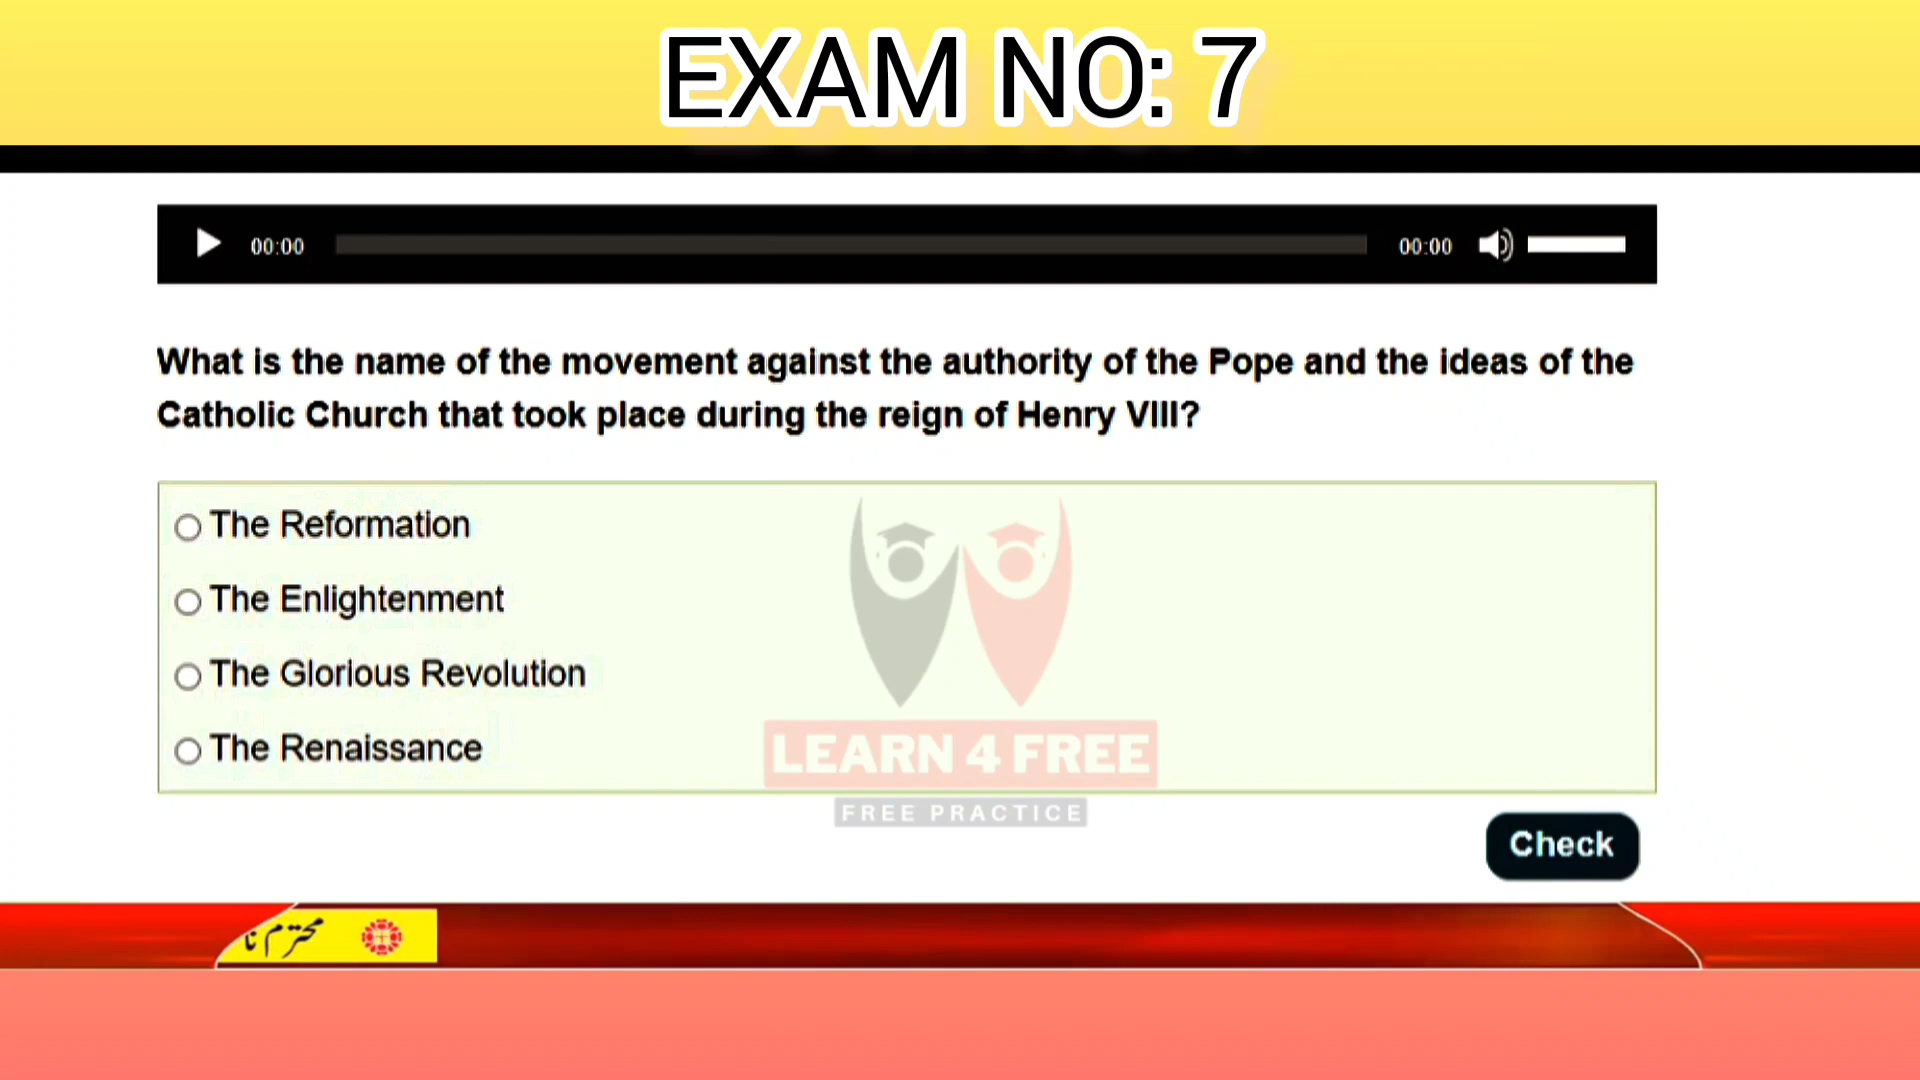 EXAM NO: 7
00:00
00:00
What is the name of the movement against the authority of the Pope and the ideas of the
Catholic Church that took place during the reign of Henry VIII?
The Reformation
The Enlightenment
The Glorious Revolution
The Renaissance
LEARN 4 FREE
FREE PRACTICE
Check
محترم نا